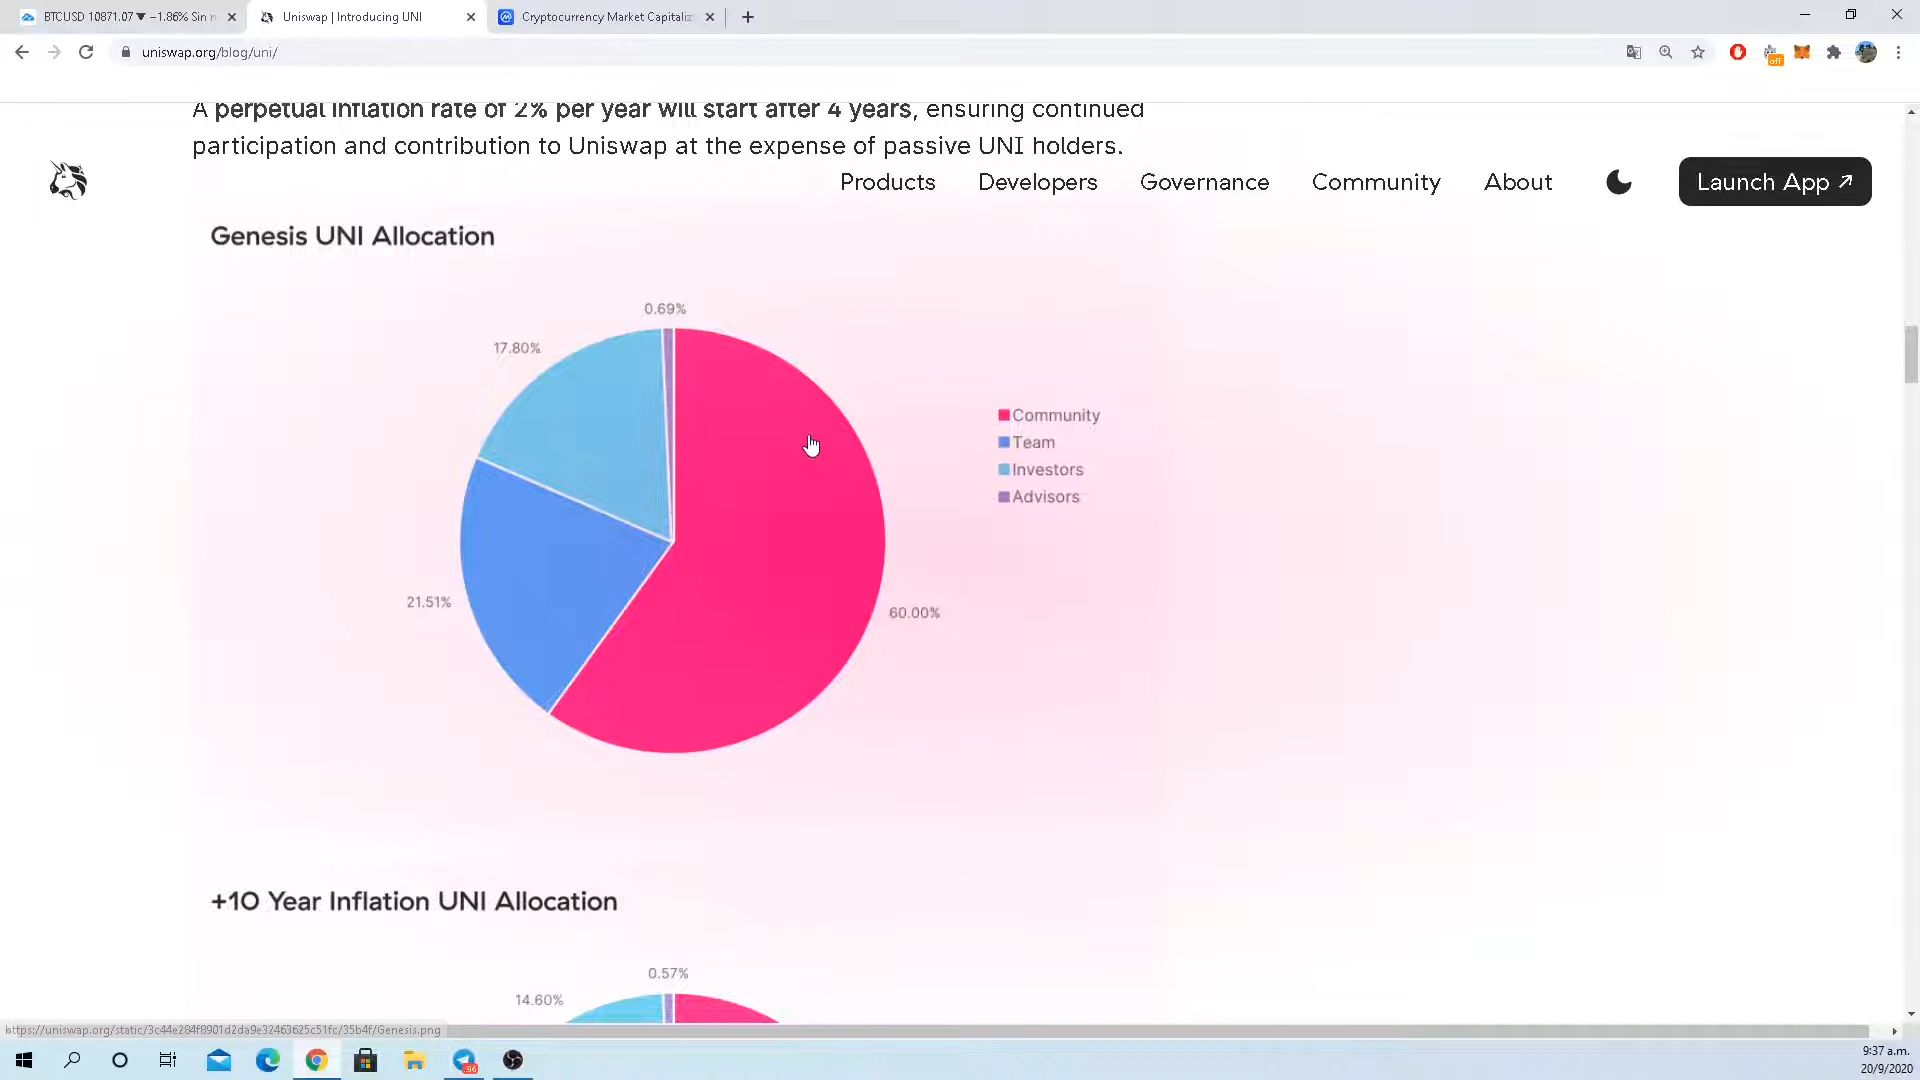 BTCUSD 10871.07 ▼ −1.86% Sin n
Uniswap | Introducing UNI
Cryptocurrency Market Capitaliz
uniswap.org/blog/uni/
off
A perpetual inflation rate of 2% per year will start after 4 years, ensuring continued
participation and contribution to Uniswap at the expense of passive UNI holders.
Products Developers Governance Community About Launch App ↗
Genesis UNI Allocation
0.69%
17.80%
Community
Team
Investors
Advisors
21.51%
60.00%
+10 Year Inflation UNI Allocation
0.57%
14.60%
https://uniswap.org/static/3c44e284f8901d2da9e32463625c51fc/35b4f/Genesis.png
96
9:37 a.m.
20/9/2020